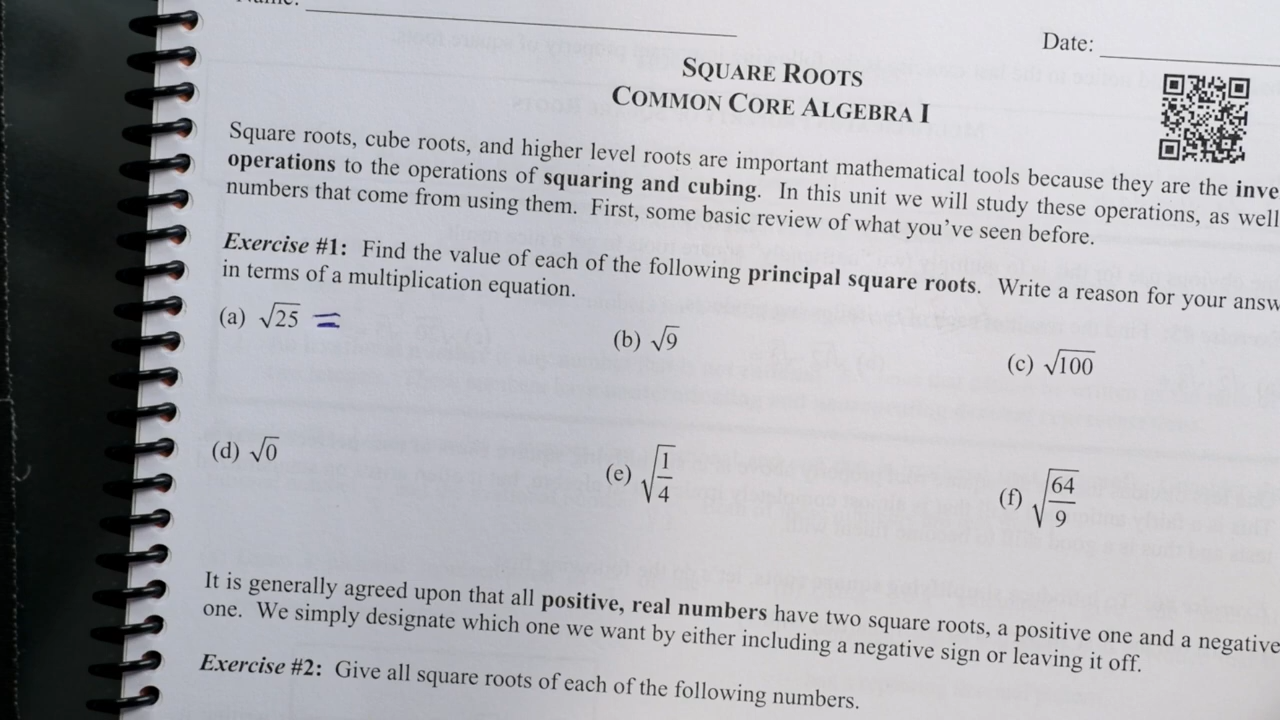 Name:
Date:
SQUARE ROOTS
COMMON CORE ALGEBRA I
Square roots, cube roots, and higher level roots are important mathematical tools because they are the inve
operations to the operations of squaring and cubing. In this unit we will study these operations, as well
numbers that come from using them. First, some basic review of what you've seen before.
Exercise #1: Find the value of each of the following principal square roots. Write a reason for your answ
in terms of a multiplication equation.
(a) √25 =
(b) √9
(c) √100
(d) √0
(e) √(1/4)
(f) √(64/9)
It is generally agreed upon that all positive, real numbers have two square roots, a positive one and a negative
one. We simply designate which one we want by either including a negative sign or leaving it off.
Exercise #2: Give all square roots of each of the following numbers.